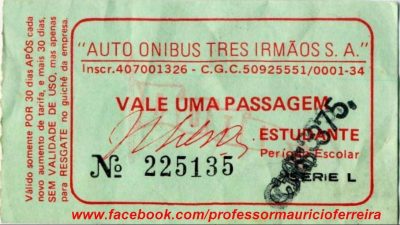 "AUTO ONIBUS TRES IRMÃOS S. A."
Inscr.407001326 - C.G.C.50925551/0001-34
VALE UMA PASSAGEM
ESTUDANTE
Período Escolar
Nº 225135
SÉRIE L
Válido somente POR 30 dias APÓS cada
novo aumento de tarifa, e mais 30 dias,
SEM VALIDADE DE USO, mas apenas
para RESGATE no guichê da empresa.
www.facebook.com/professormauricioferreira